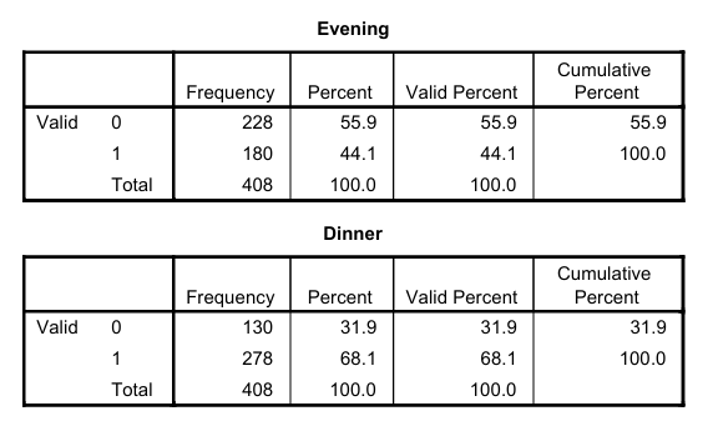 Evening
Frequency Percent Valid Percent Cumulative Percent
Valid 0 228 55.9 55.9 55.9
1 180 44.1 44.1 100.0
Total 408 100.0 100.0
Dinner
Frequency Percent Valid Percent Cumulative Percent
Valid 0 130 31.9 31.9 31.9
1 278 68.1 68.1 100.0
Total 408 100.0 100.0